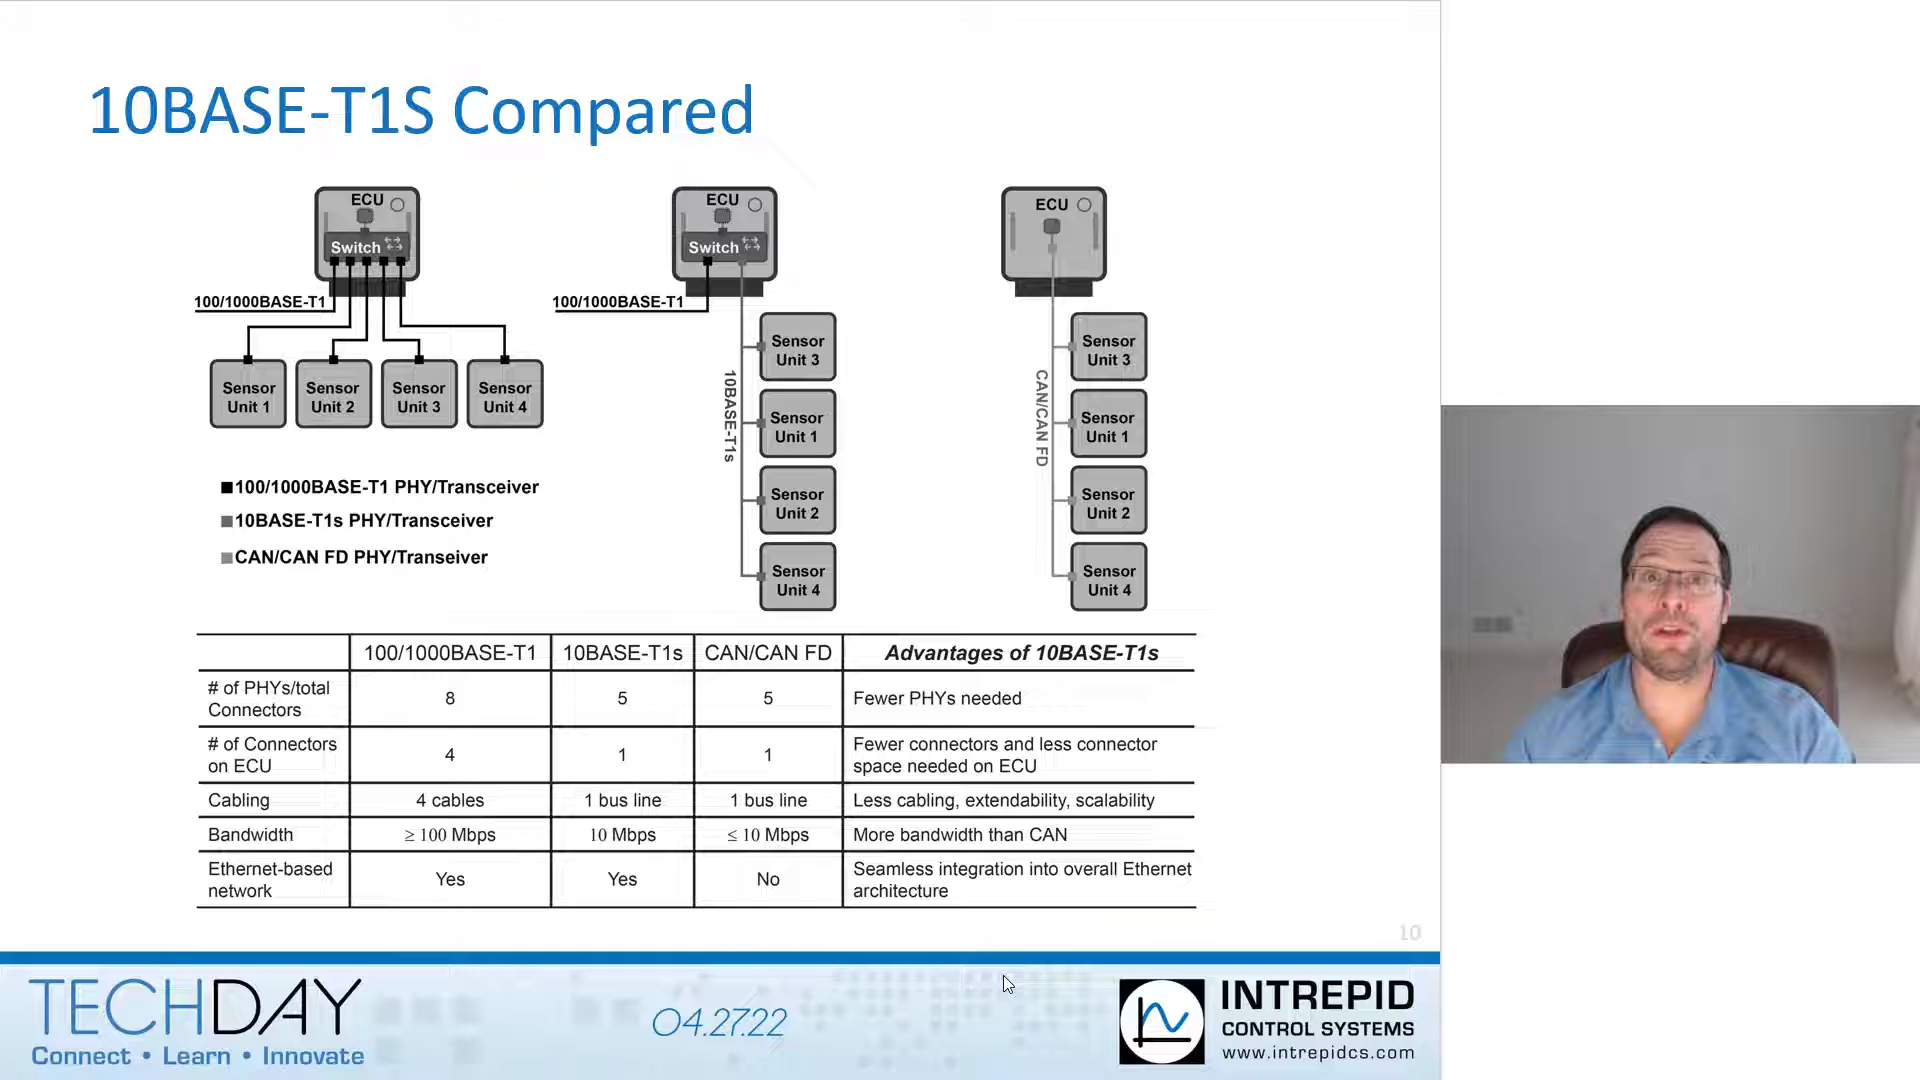 10BASE-T1S Compared
ECU
Switch
100/1000BASE-T1
Sensor
Unit 1
Sensor
Unit 2
Sensor
Unit 3
Sensor
Unit 4
ECU
Switch
100/1000BASE-T1
10BASE-T1s
Sensor
Unit 3
Sensor
Unit 1
Sensor
Unit 2
Sensor
Unit 4
ECU
CAN/CAN FD
Sensor
Unit 3
Sensor
Unit 1
Sensor
Unit 2
Sensor
Unit 4
100/1000BASE-T1 PHY/Transceiver
10BASE-T1s PHY/Transceiver
CAN/CAN FD PHY/Transeiver
100/1000BASE-T1 10BASE-T1s CAN/CAN FD Advantages of 10BASE-T1s
# of PHYs/total
Connectors
8 5 5 Fewer PHYs needed
# of Connectors
on ECU
4 1 1
Fewer connectors and less connector
space needed on ECU
Cabling 4 cables 1 bus line 1 bus line Less cabling, extendability, scalability
Bandwidth ≥ 100 Mbps 10 Mbps ≤ 10 Mbps More bandwidth than CAN
Ethernet-based
network
Yes Yes No
Seamless integration into overall Ethernet
architecture
10
TECHDAY
Connect • Learn • Innovate
04.27.22
INTREPID
CONTROL SYSTEMS
www.intrepidcs.com